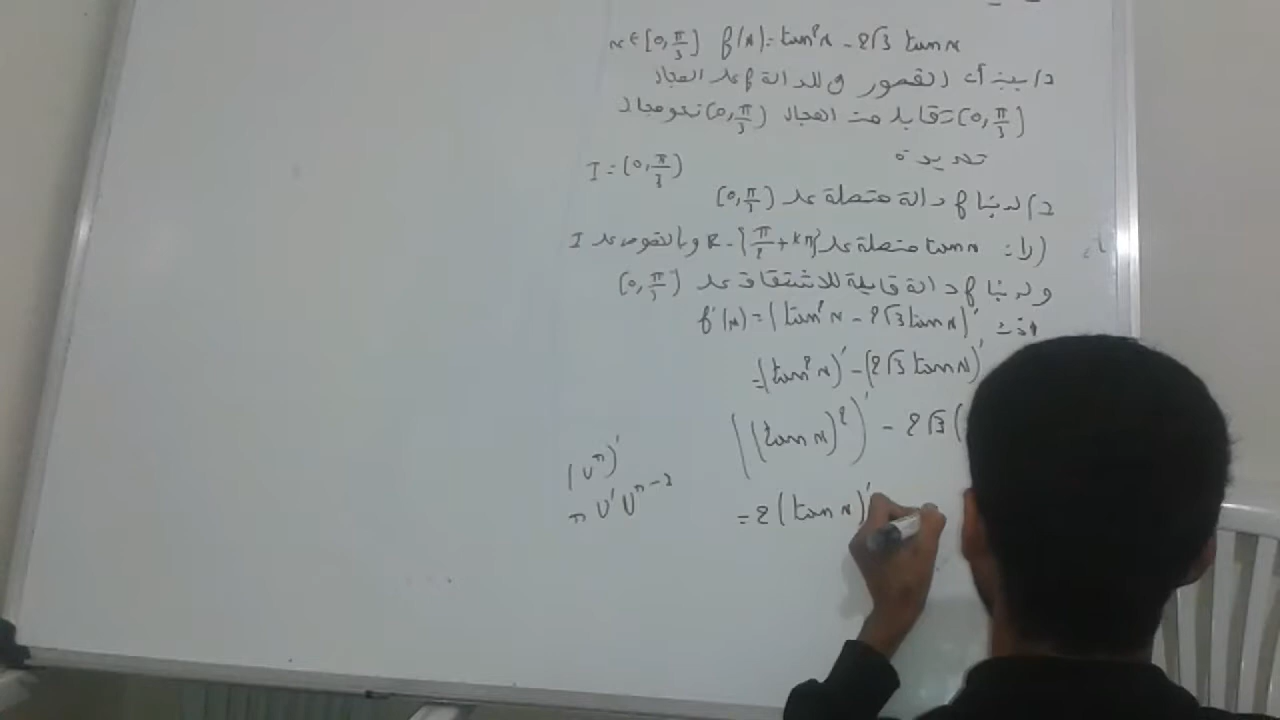 x ∈ [0, π/3] f(x) = tan²x - 2√3 tan x
1) بين أن القصور g للدالة f على المجال
[0, π/3] تقابل من المجال [0, π/3] نحو مجال
تحديده
I = [0, π/3]
1) لدينا f دالة متصلة على [0, π/3]
لأن: tan x متصلة على R - {π/2 + kπ} وبالخصوص على I
ولدينا f دالة قابلة للاشتقاق على [0, π/3]
إذن f'(x) = (tan²x - 2√3 tan x)'
= (tan²x)' - (2√3 tan x)'
((tan x)²)' - 2√3 (
(Uⁿ)'
n U' Uⁿ⁻¹
= 2 (tan x)'